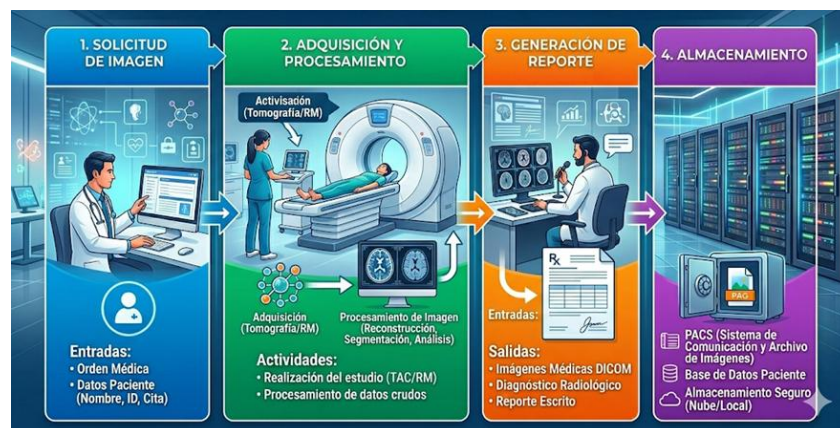 1. SOLICITUD
DE IMAGEN
Entradas:
• Orden Médica
• Datos Paciente
(Nombre, ID, Cita)
2. ADQUISICIÓN Y
PROCESAMIENTO
Activisación
(Tomografía/RM)
Adquisición
(Tomografía/RM)
Procesamiento de Imagen
(Reconstrucción,
Segmentación, Análisis)
Actividades:
• Realización del estudio (TAC/RM)
• Procesamiento de datos crudos
3. GENERACIÓN DE
REPORTE
Rx
Entradas:
Salidas:
• Imágenes Médicas DICOM
• Diagnóstico Radiológico
• Reporte Escrito
4. ALMACENAMIENTO
PÁG
PACS (Sistema de
Comunicación y Archivo
de Imágenes)
Base de Datos Paciente
Almacenamiento Seguro
(Nube/Local)